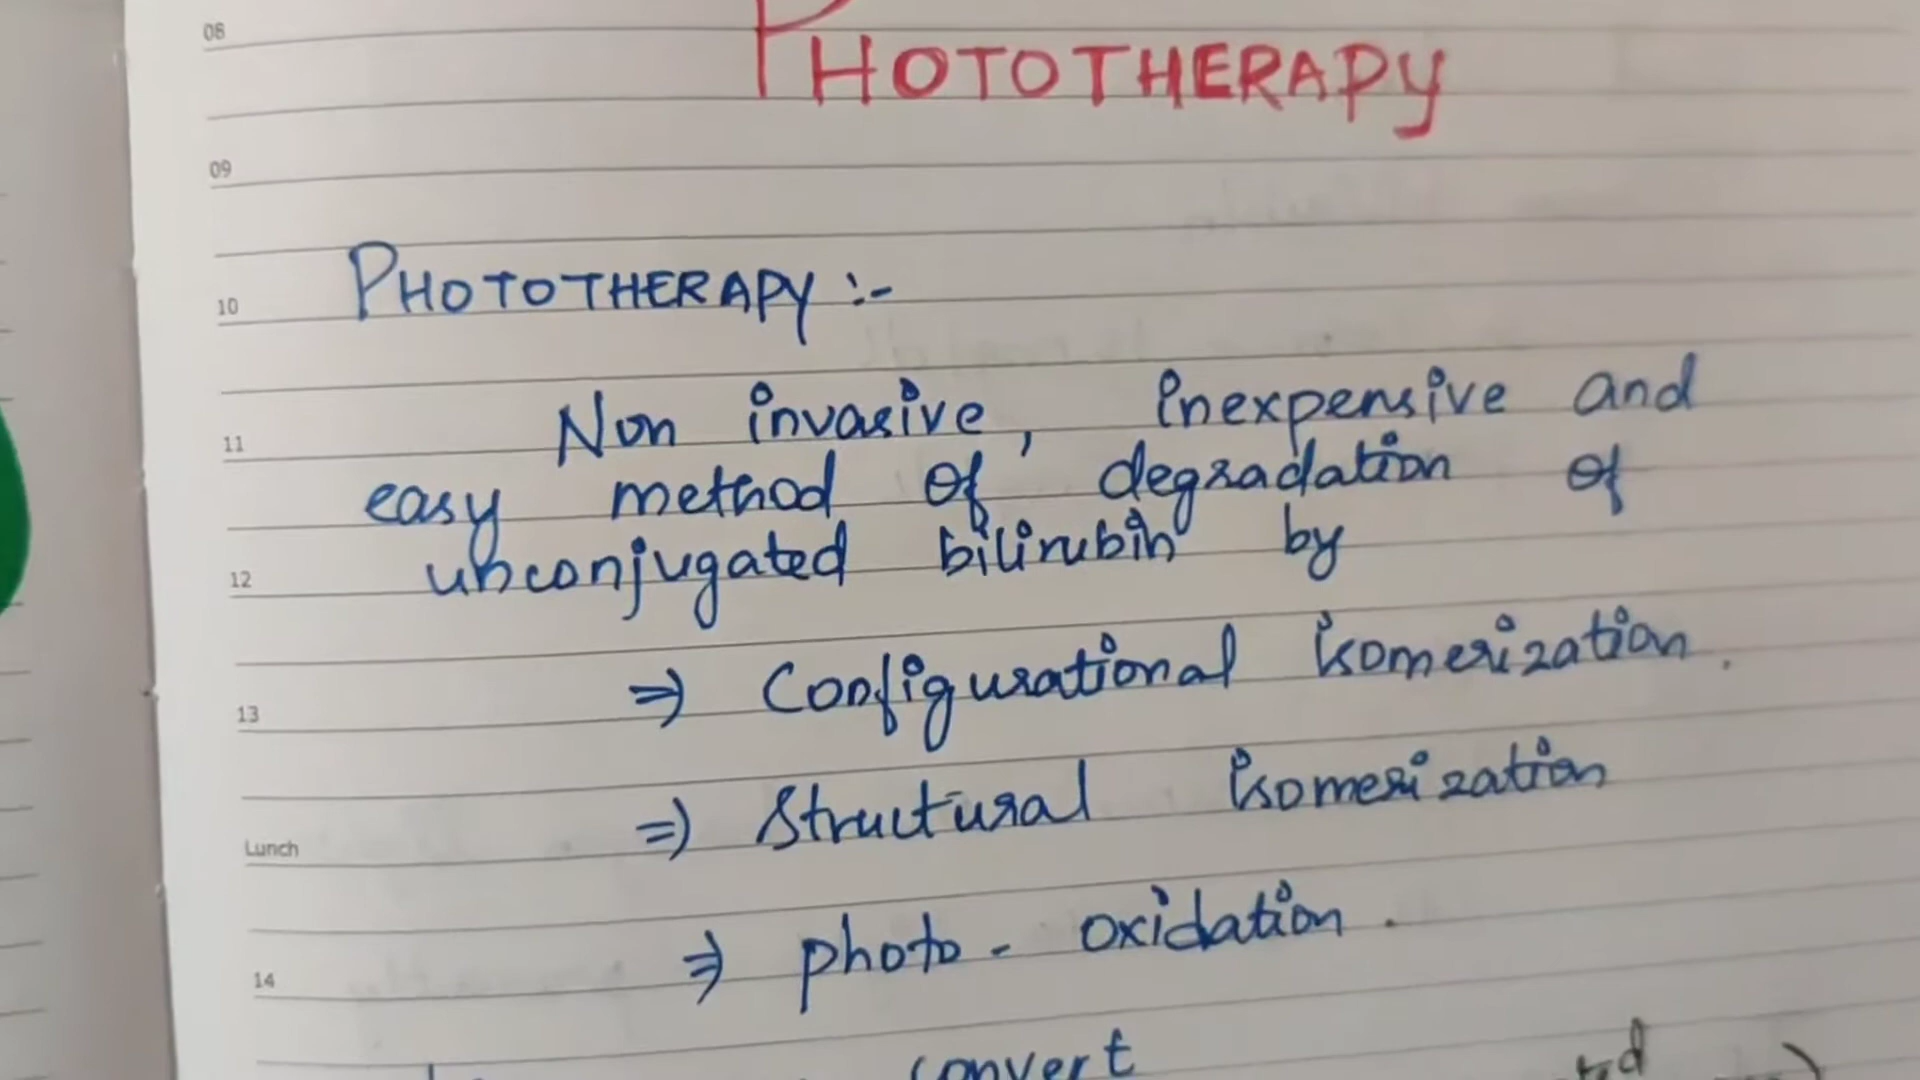 08
PHOTOTHERAPY
09
10
PHOTOTHERAPY :-
11
Non invasive, inexpensive and
easy method of degradation of
12
unconjugated bilirubin by
13
⇒ Configurational isomerization.
⇒ Structural isomerization
Lunch
14
⇒ photo - oxidation.
convert